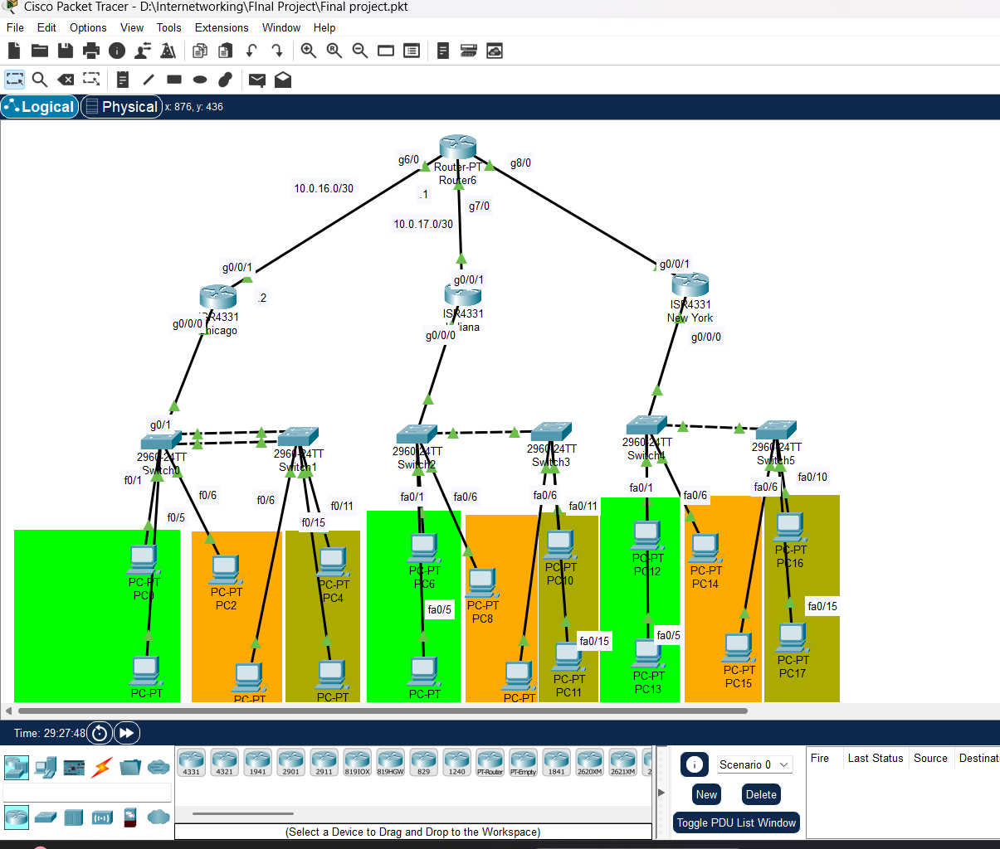 Cisco Packet Tracer - D:\Internetworking\FInal Project\Final project.pkt
File Edit Options View Tools Extensions Window Help
Logical Physical x: 876, y: 436
g6/0
g8/0
Router-PT
Router6
10.0.16.0/30
.1
g7/0
10.0.17.0/30
g0/0/1
g0/0/1
g0/0/1
.2
ISR4331
New York
ISR4331
g0/0/0
g0/0/0
g0/0/0
g0/1
2960-24TT
Switch0
2960-24TT
Switch1
2960-24TT
Switch2
2960-24TT
Switch3
2960-24TT
Switch4
2960-24TT
Switch5
f0/1
f0/5
f0/6
f0/6
f0/15
f0/11
fa0/1
fa0/6
fa0/6
fa0/11
fa0/1
fa0/6
fa0/6
fa0/10
PC-PT
PC0
PC-PT
PC2
PC-PT
PC4
PC-PT
PC6
PC-PT
PC8
PC-PT
PC10
PC-PT
PC12
PC-PT
PC14
PC-PT
PC16
fa0/5
fa0/15
fa0/5
fa0/15
PC-PT
PC-PT
PC-PT
PC-PT
PC-PT
PC-PT
PC11
PC-PT
PC13
PC-PT
PC15
PC-PT
PC17
Time: 29:27:48
4331 4321 1941 2901 2911 819IOX 819HGW 829 1240 PT-Router PT-Empty 1841 2620XM 2621XM
(Select a Device to Drag and Drop to the Workspace)
Scenario 0
New Delete
Toggle PDU List Window
Fire Last Status Source Destinat